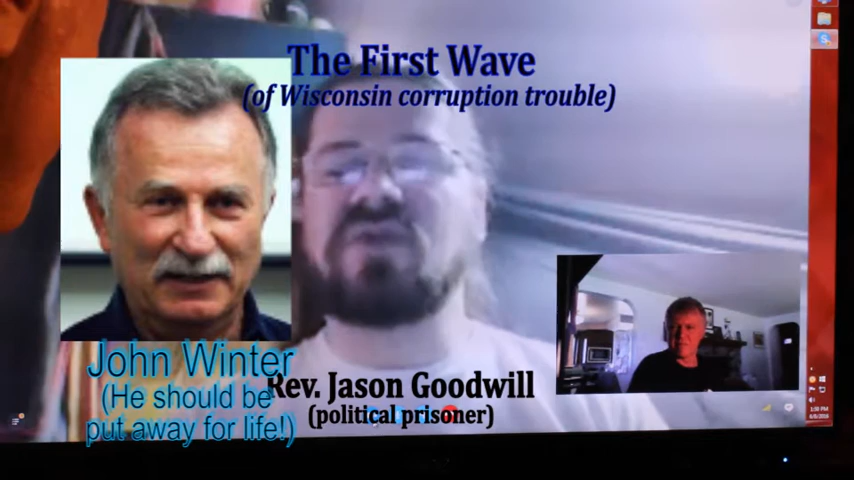 The First Wave
(of Wisconsin corruption trouble)
John Winter
(He should be
put away for life!)
Rev. Jason Goodwill
(political prisoner)